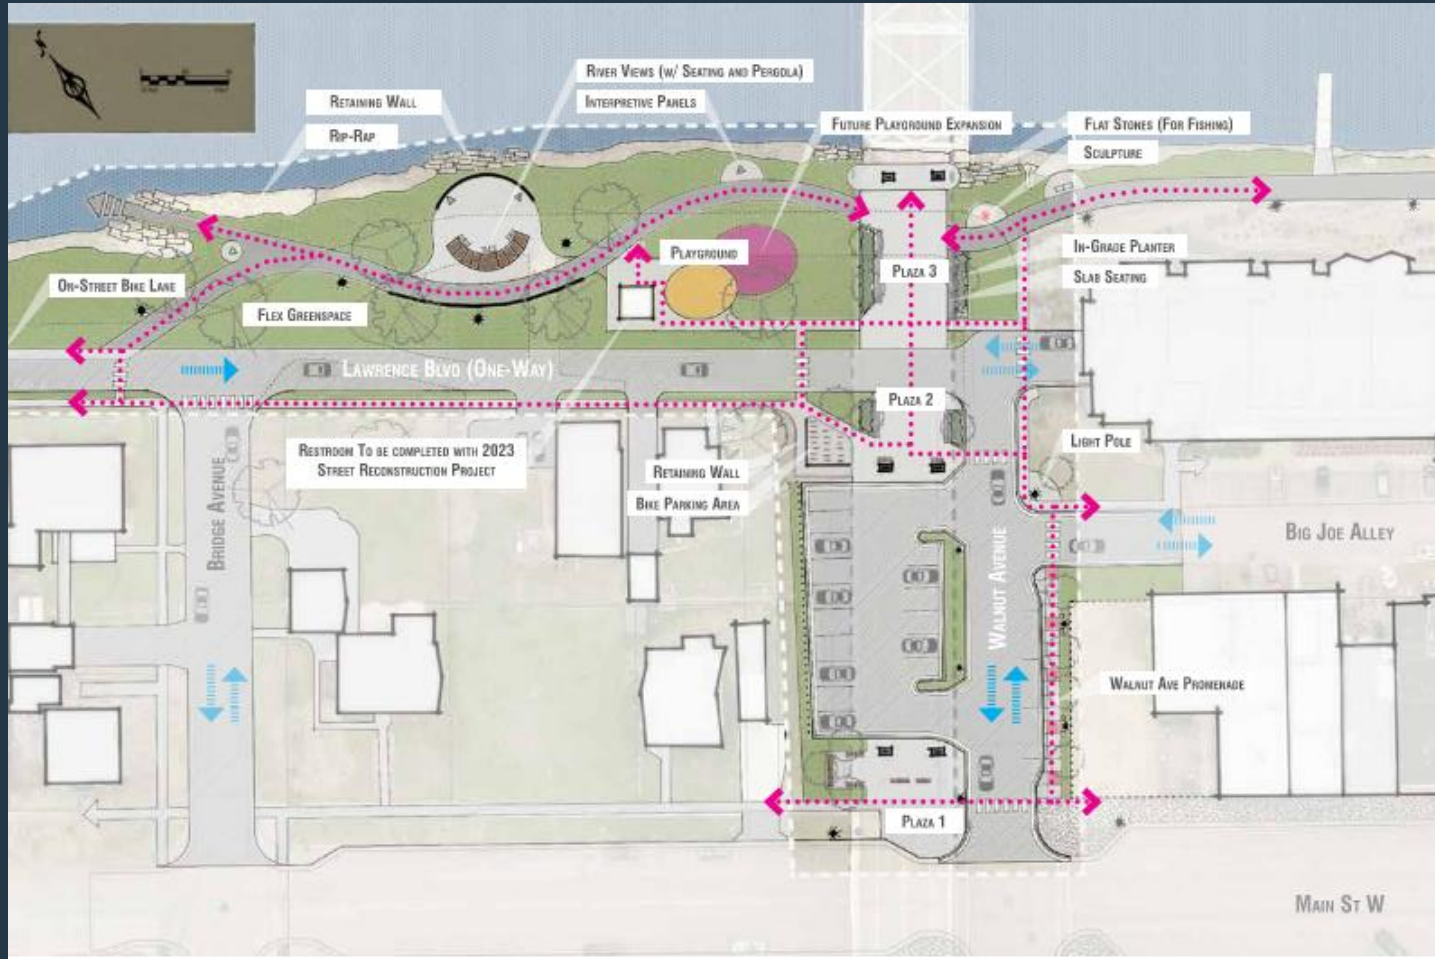 River Views (w/ Seating and Pergola)
Interpretive Panels
Retaining Wall
Rip-Rap
Future Playground Expansion
Flat Stones (For Fishing)
Sculpture
Playground
Plaza 3
In-Grade Planter
Slab Seating
On-Street Bike Lane
Flex Greenspace
Lawrence Blvd (One-Way)
Plaza 2
Restroom To be completed with 2023
Street Reconstruction Project
Retaining Wall
Bike Parking Area
Light Pole
Bridge Avenue
Walnut Avenue
Big Joe Alley
Walnut Ave Promenade
Plaza 1
Main St W